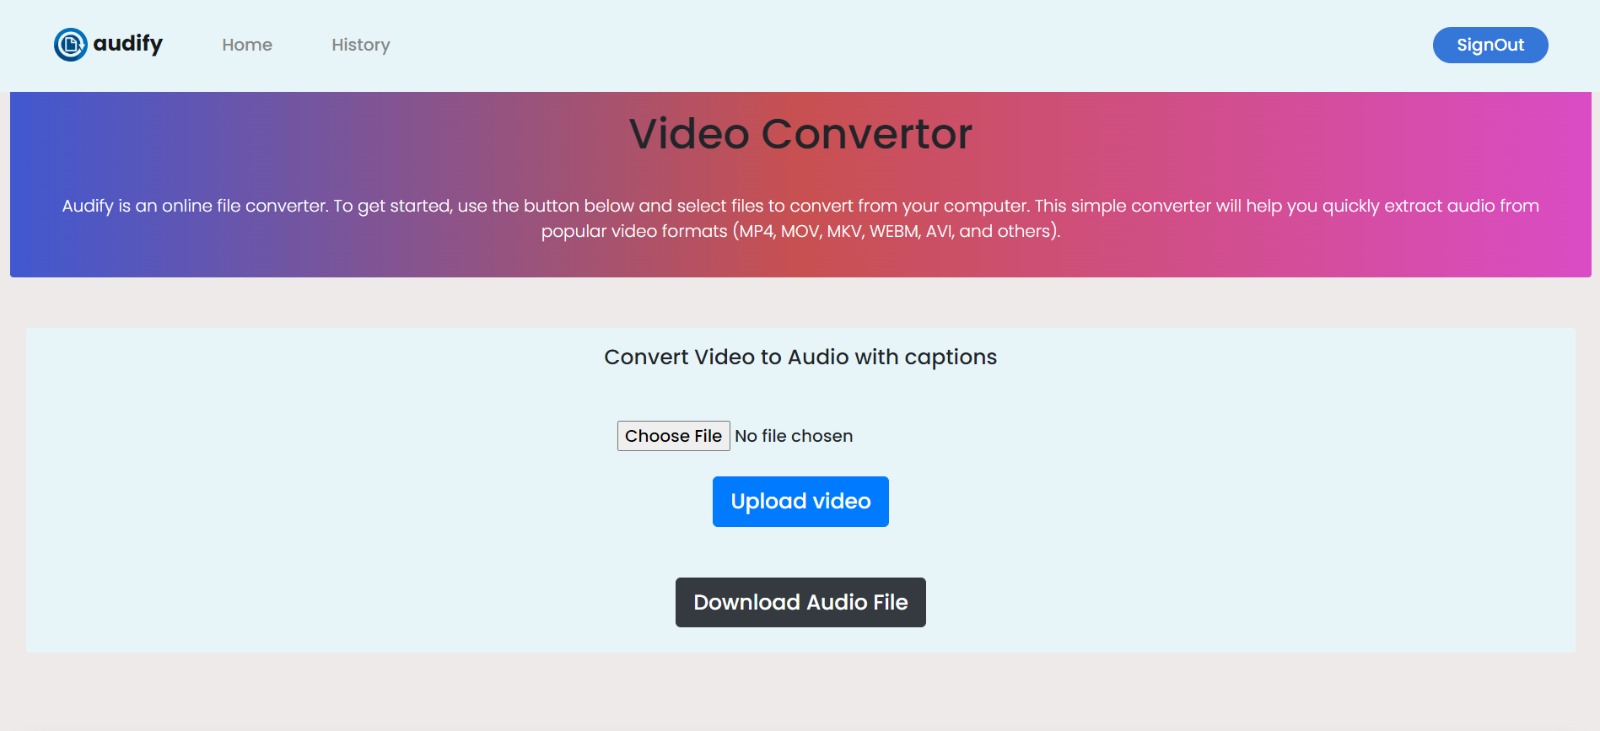 audify
Home
History
SignOut
Video Convertor
Audify is an online file converter. To get started, use the button below and select files to convert from your computer. This simple converter will help you quickly extract audio from
popular video formats (MP4, MOV, MKV, WEBM, AVI, and others).
Convert Video to Audio with captions
Choose File No file chosen
Upload video
Download Audio File